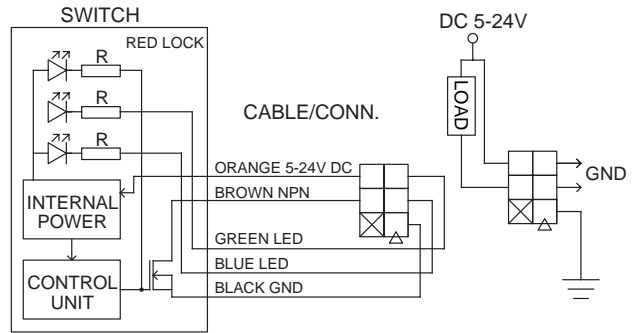 SWITCH
DC 5-24V
RED LOCK
R
R
R
LOAD
CABLE/CONN.
ORANGE 5-24V DC
BROWN NPN
GND
INTERNAL
POWER
GREEN LED
BLUE LED
CONTROL
UNIT
BLACK GND